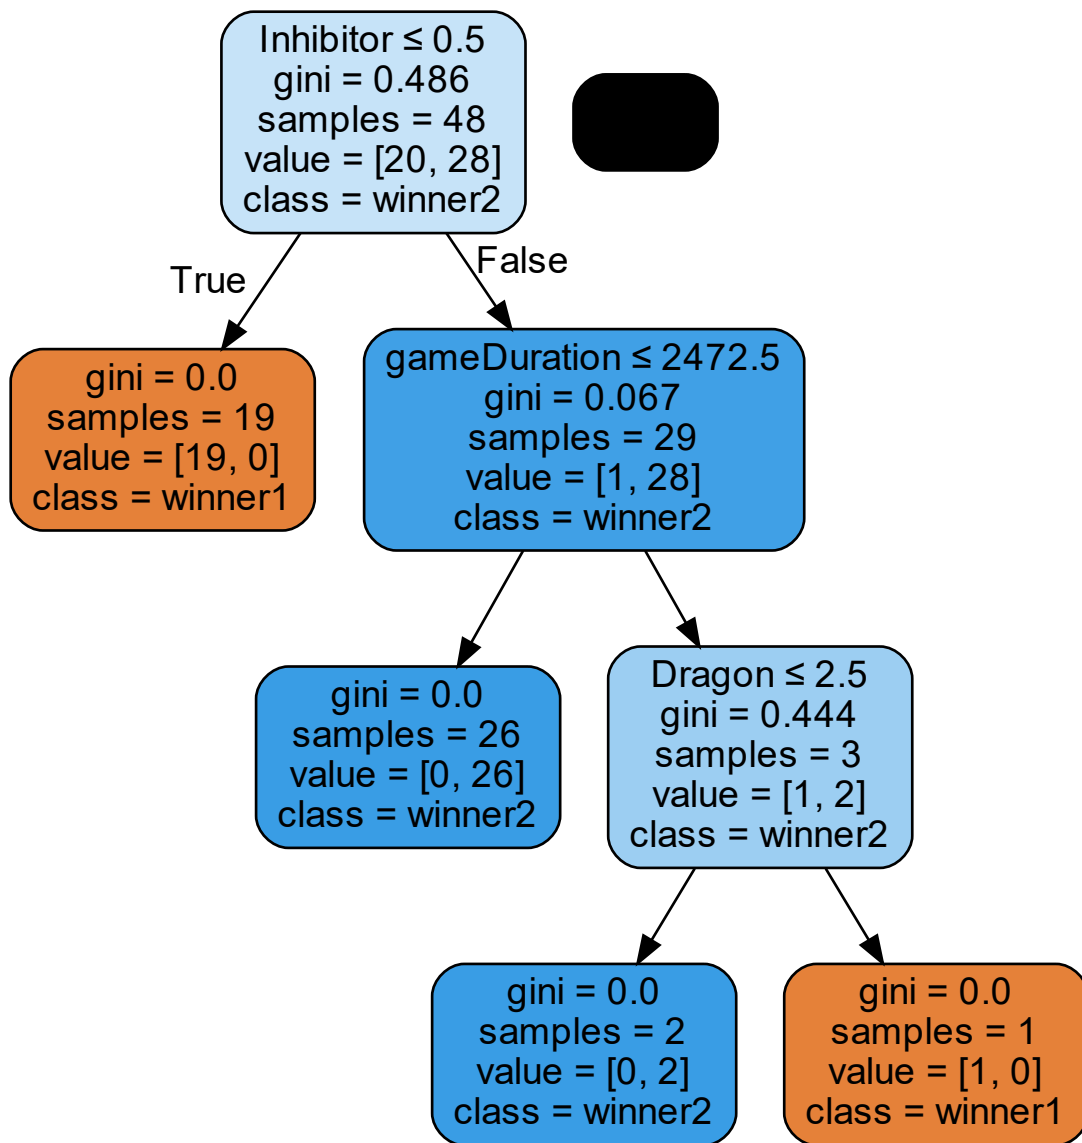 Inhibitor ≤ 0.5
gini = 0.486
samples = 48
value = [20, 28]
class = winner2
True
False
gini = 0.0
samples = 19
value = [19, 0]
class = winner1
gameDuration ≤ 2472.5
gini = 0.067
samples = 29
value = [1, 28]
class = winner2
gini = 0.0
samples = 26
value = [0, 26]
class = winner2
Dragon ≤ 2.5
gini = 0.444
samples = 3
value = [1, 2]
class = winner2
gini = 0.0
samples = 2
value = [0, 2]
class = winner2
gini = 0.0
samples = 1
value = [1, 0]
class = winner1